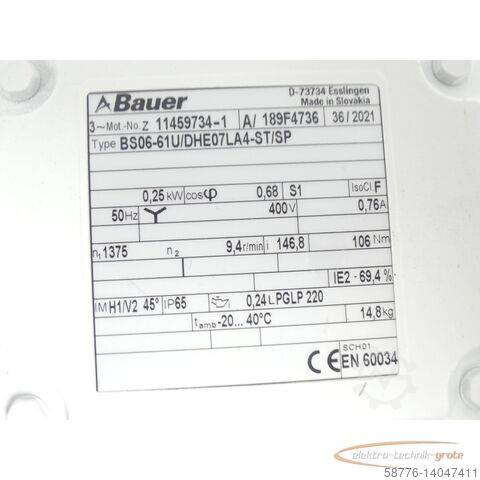 Bauer
D-73734 Esslingen
Made in Slovakia
3~Mot.-No. Z 11459734-1 A/ 189F4736 36/2021
Type BS06-61U/DHE07LA4-ST/SP
0,25 kW cosφ 0,68 S1 IsoCl. F
50Hz Y 400V 0,76A
n1 1375 n2 9,4 r/min i 146,8 106 Nm
IE2 - 69,4 %
IM H1/V2 45° IP65 0,24 L PGLP 220
tamb -20... 40°C 14,8 kg
SCH01
CE EN 60034
elektro-technik-grote
58776-14047411